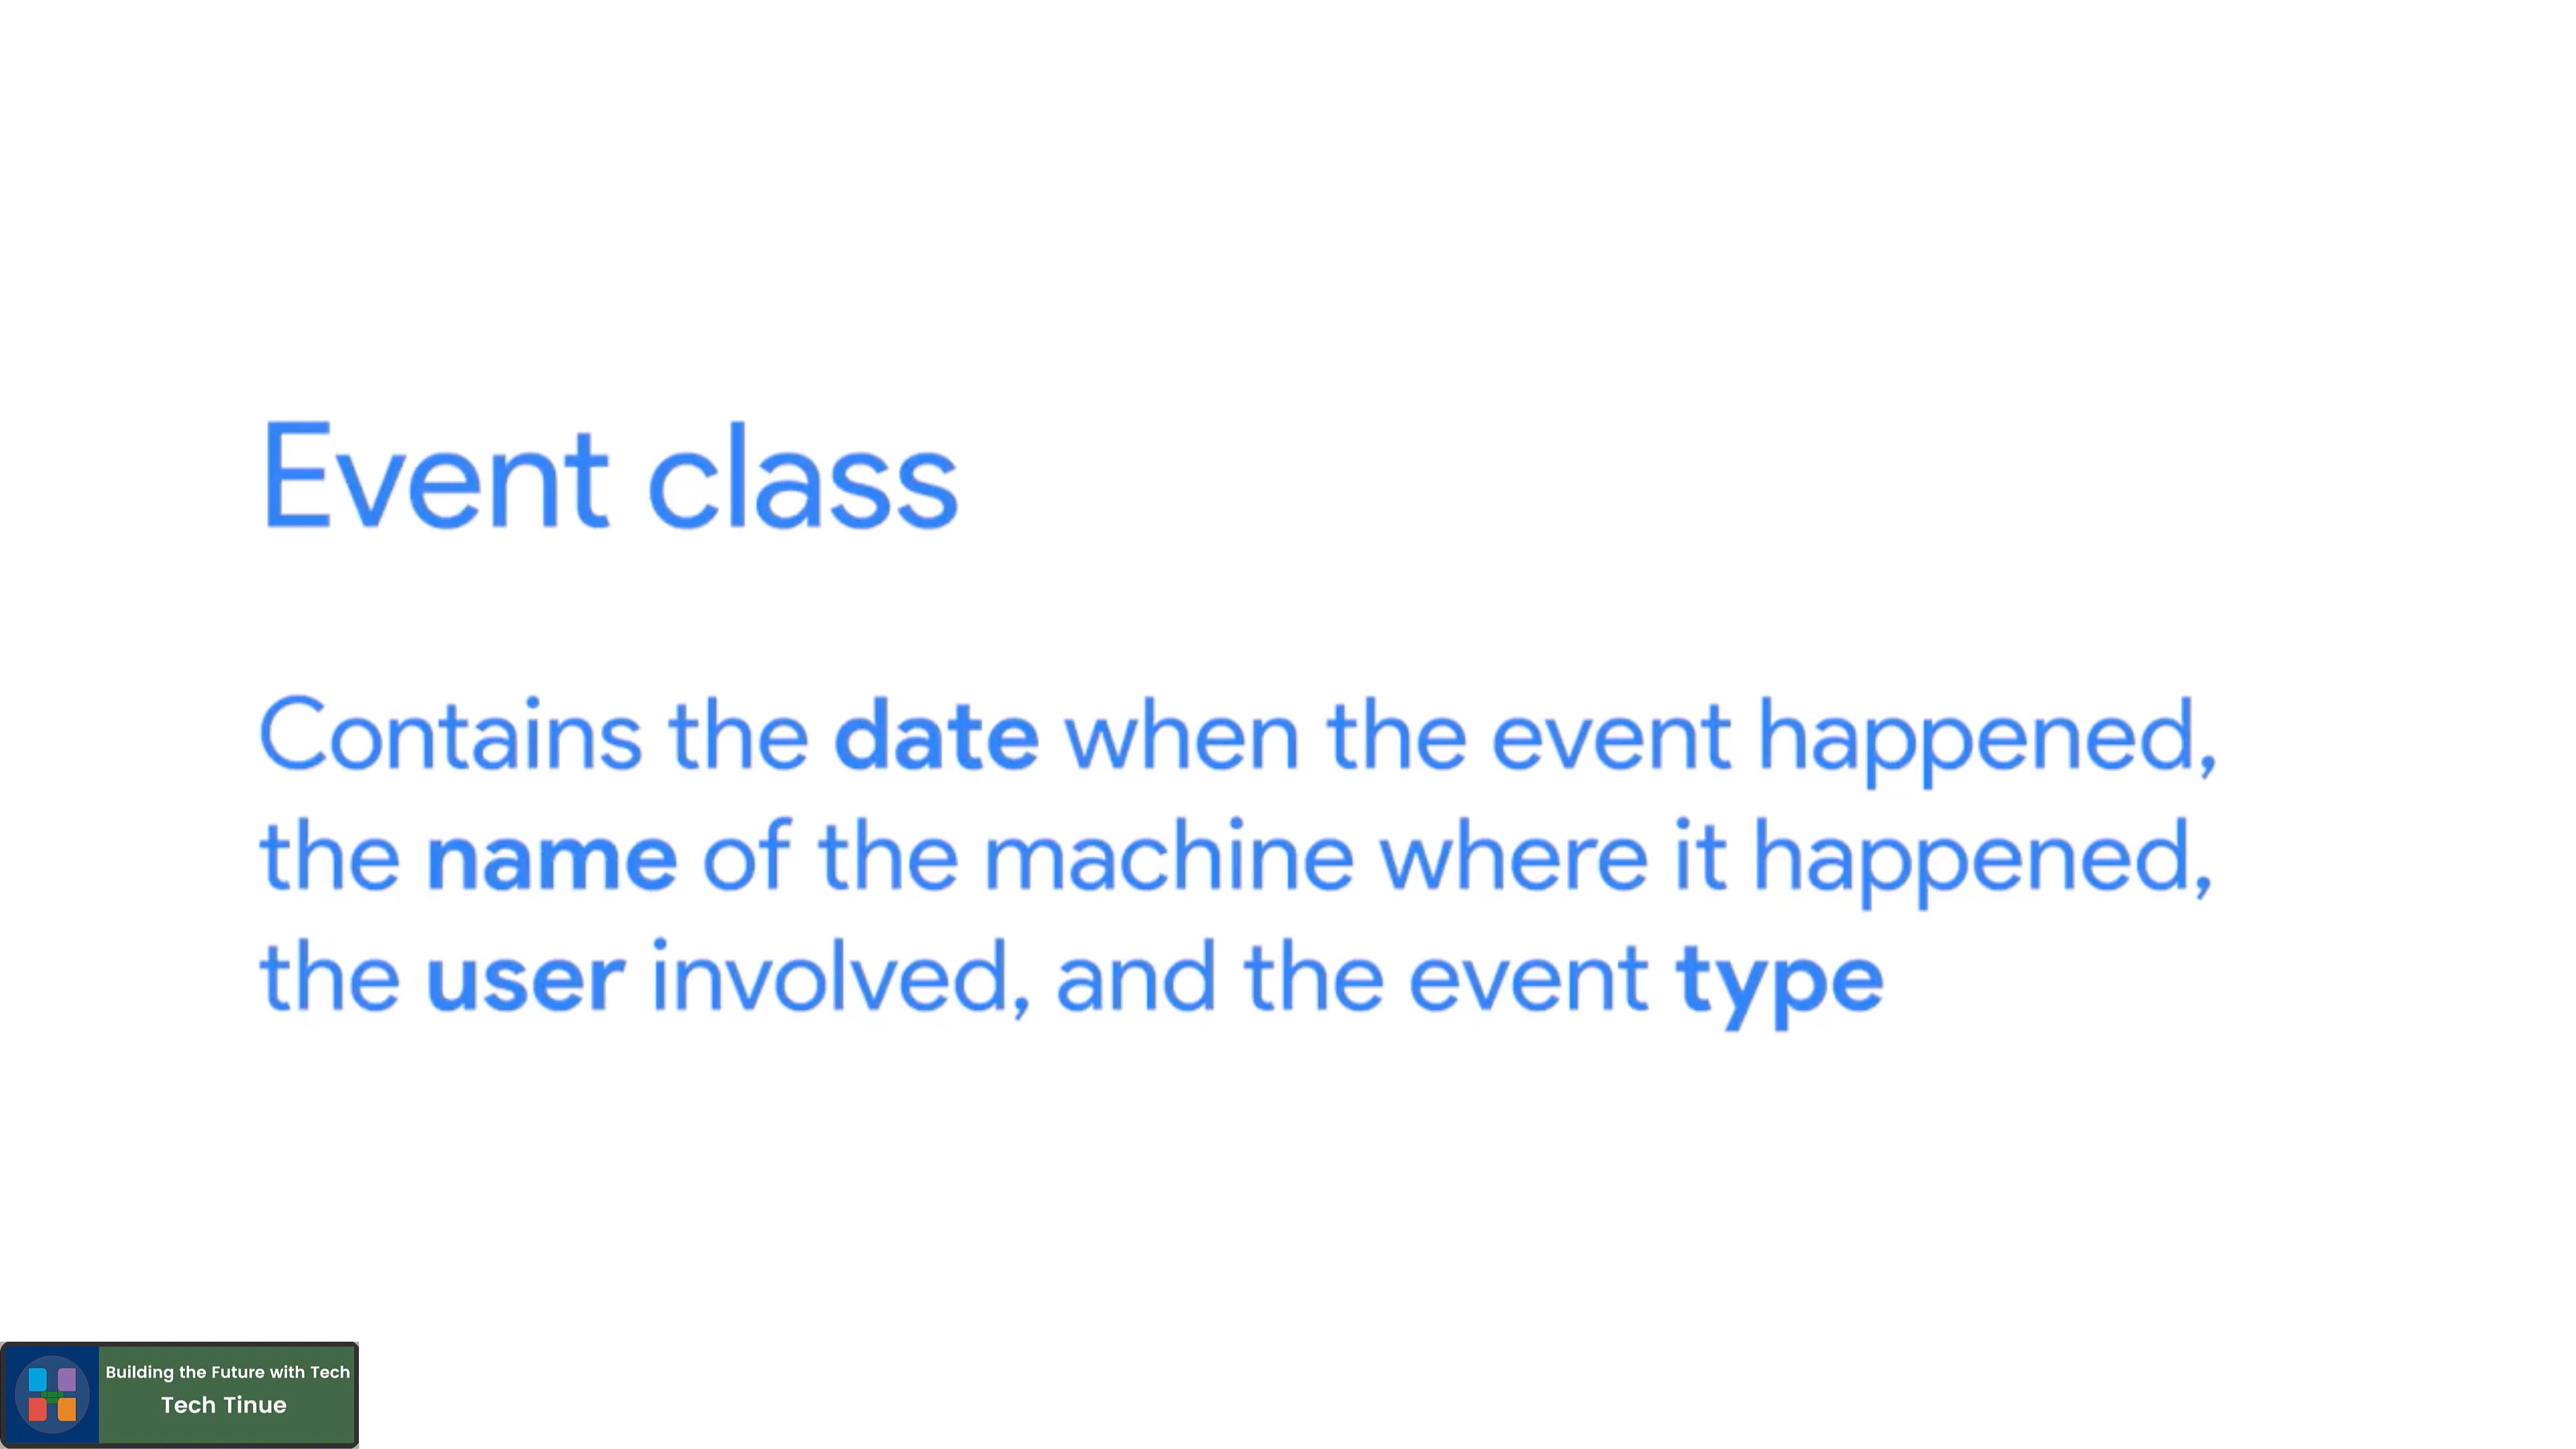 Event class
Contains the date when the event happened,
the name of the machine where it happened,
the user involved, and the event type
Building the Future with Tech
Tech Tinue